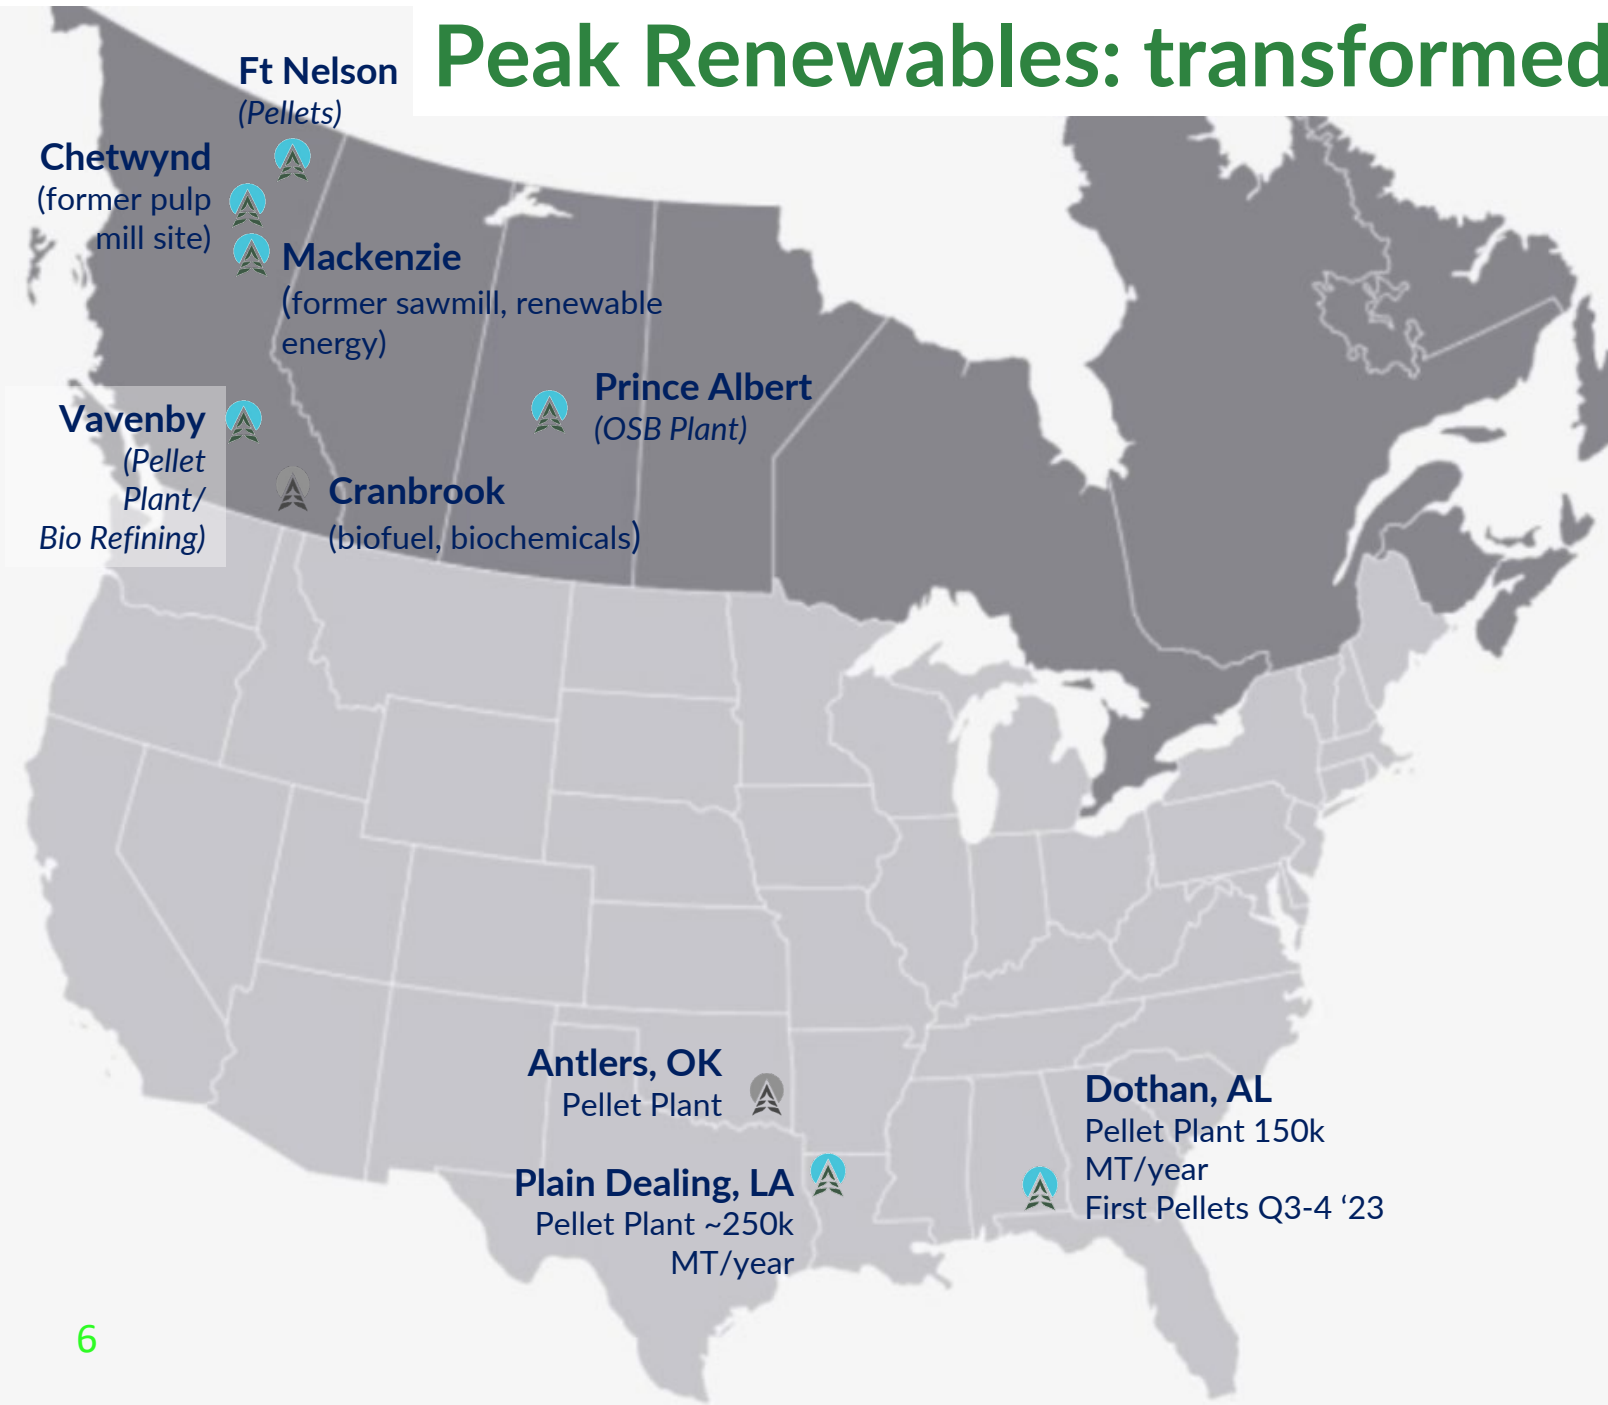 Peak Renewables: transformed
Ft Nelson
(Pellets)
Chetwynd
(former pulp
mill site)
Mackenzie
(former sawmill, renewable
energy)
Prince Albert
(OSB Plant)
Vavenby
(Pellet
Plant/
Bio Refining)
Cranbrook
(biofuel, biochemicals)
Antlers, OK
Pellet Plant
Dothan, AL
Pellet Plant 150k
MT/year
First Pellets Q3-4 ‘23
Plain Dealing, LA
Pellet Plant ~250k
MT/year
6